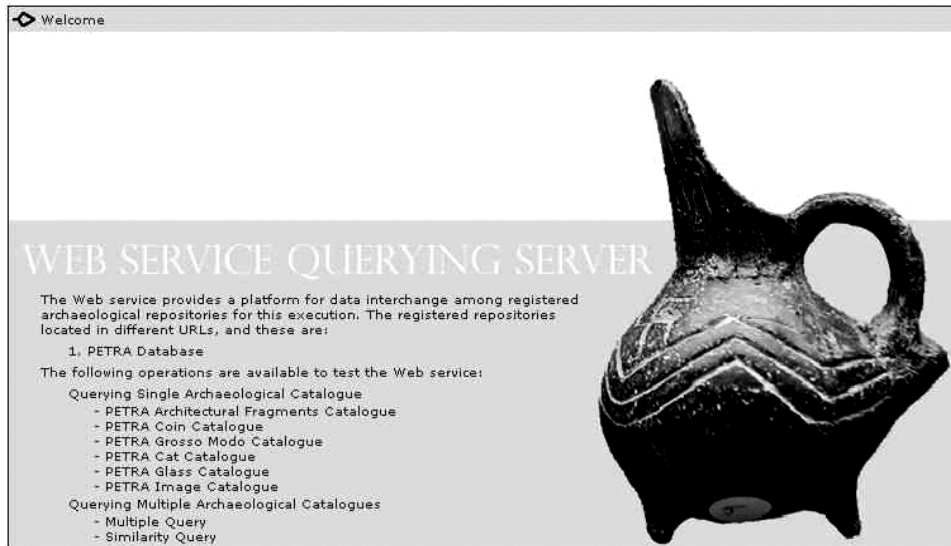 Welcome
WEB SERVICE QUERYING SERVER
The Web service provides a platform for data interchange among registered
archaeological repositories for this execution. The registered repositories
located in different URLs, and these are:
1. PETRA Database
The following operations are available to test the Web service:
Querying Single Archaeological Catalogue
- PETRA Architectural Fragments Catalogue
- PETRA Coin Catalogue
- PETRA Grosso Modo Catalogue
- PETRA Cat Catalogue
- PETRA Glass Catalogue
- PETRA Image Catalogue
Querying Multiple Archaeological Catalogues
- Multiple Query
- Similarity Query